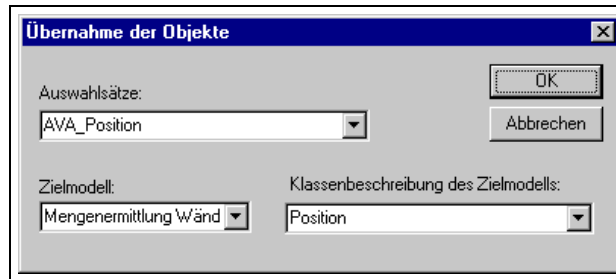 Übernahme der Objekte
OK
Auswahlsätze:
AVA_Position
Abbrechen
Zielmodell:
Klassenbeschreibung des Zielmodells:
Mengenermittlung Wänd
Position